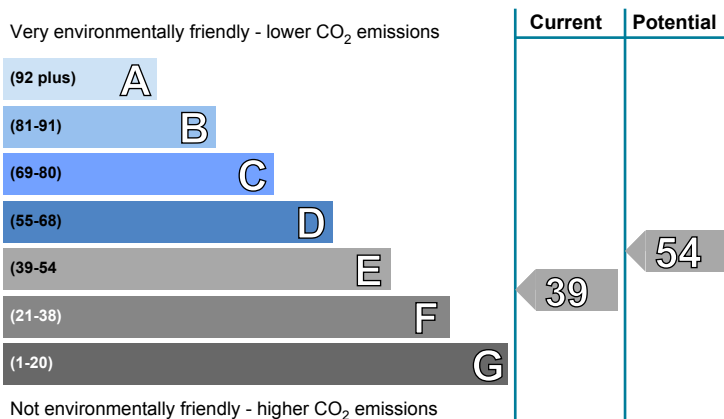 Current Potential
Very environmentally friendly - lower CO2 emissions
(92 plus) A
(81-91) B
(69-80) C
(55-68) D
54
(39-54 E
39
(21-38) F
(1-20) G
Not environmentally friendly - higher CO2 emissions